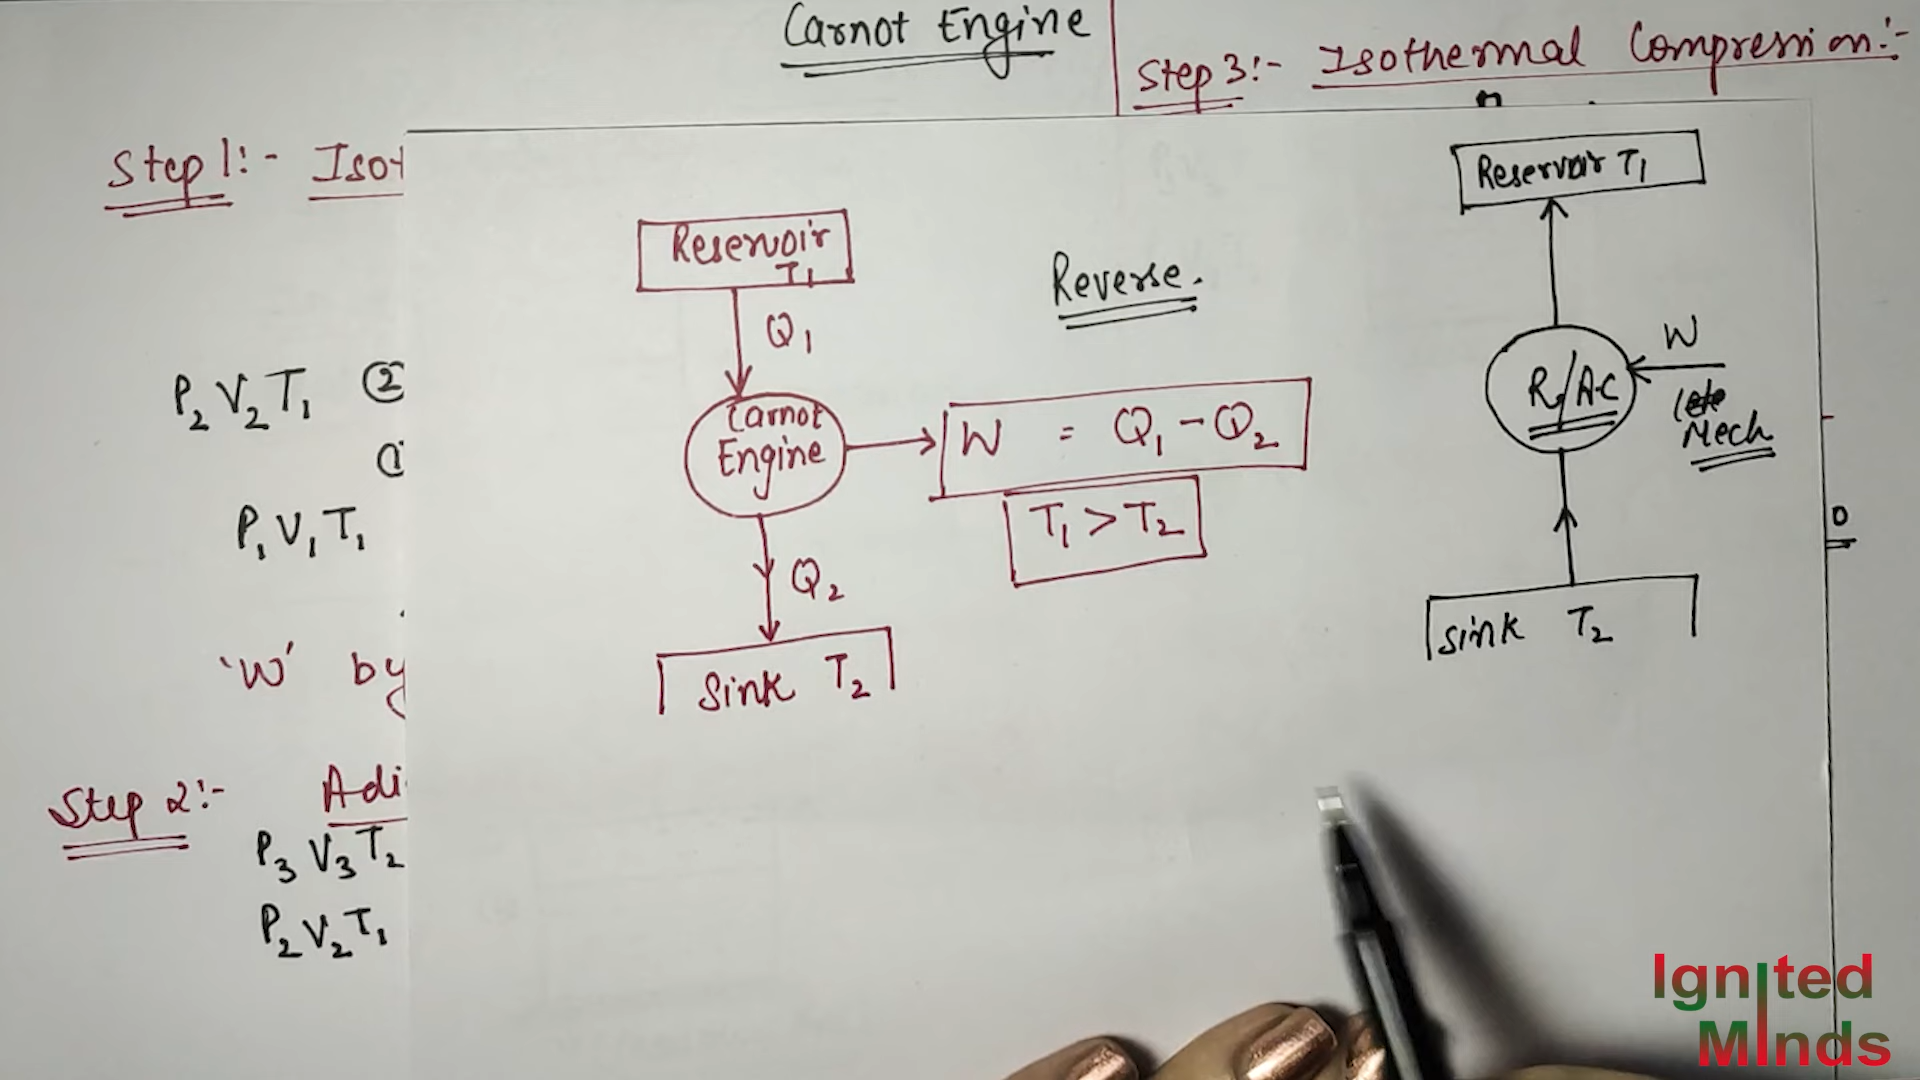 Carnot Engine
Step 3:- Isothermal Compression:-
Step 1:- Isot
P2 V2 T1 ②
P1 V1 T1
'W' by
Step 2:- Adi
P3 V3 T2
P2 V2 T1
Reservoir
T1
Q1
Carnot
Engine
W = Q1 - Q2
T1 > T2
Q2
Sink T2
Reverse.
Reservoir T1
R/AC
W
Mech
Sink T2
Ignited
Minds